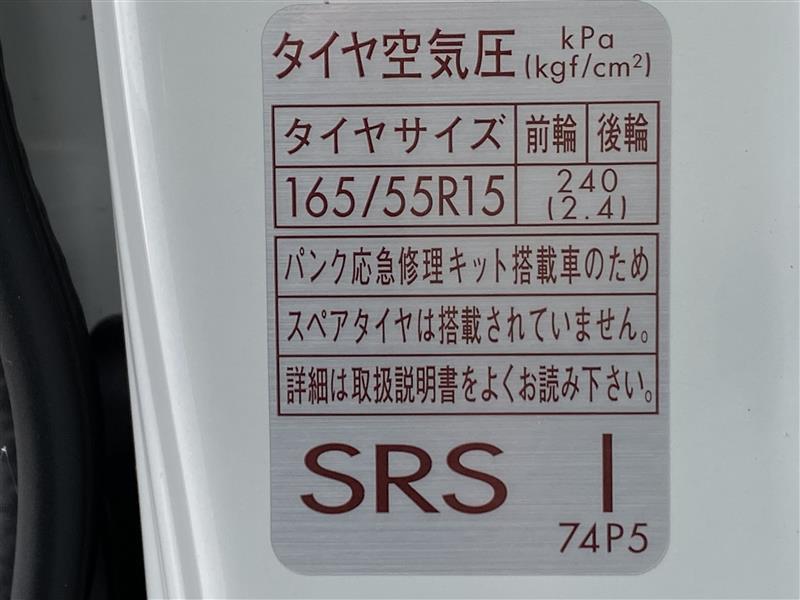 タイヤ空気圧 kPa
(kgf/cm²)
タイヤサイズ 前輪 後輪
165/55R15 240
(2.4)
パンク応急修理キット搭載車のため
スペアタイヤは搭載されていません。
詳細は取扱説明書をよくお読み下さい。
SRS I
74P5